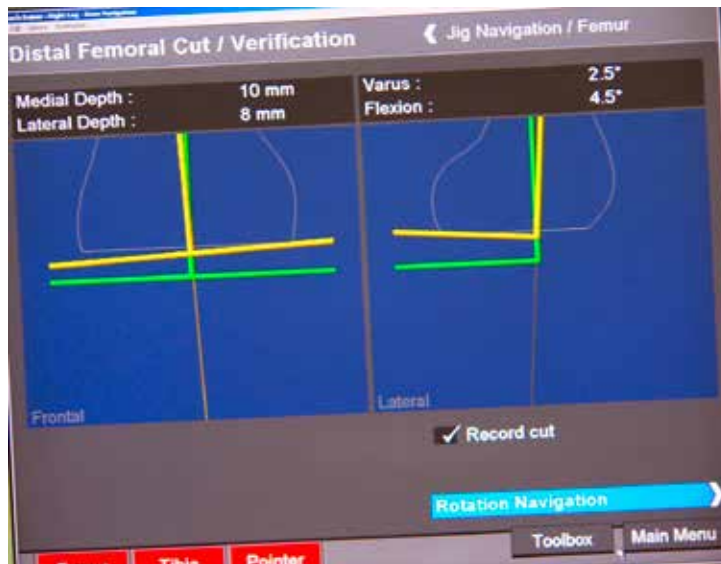 Distal Femoral Cut / Verification
Jig Navigation / Femur
Medial Depth : 10 mm
Lateral Depth : 8 mm
Varus : 2.5°
Flexion : 4.5°
Frontal
Lateral
Record cut
Rotation Navigation
Toolbox
Main Menu
Tibia
Pointer